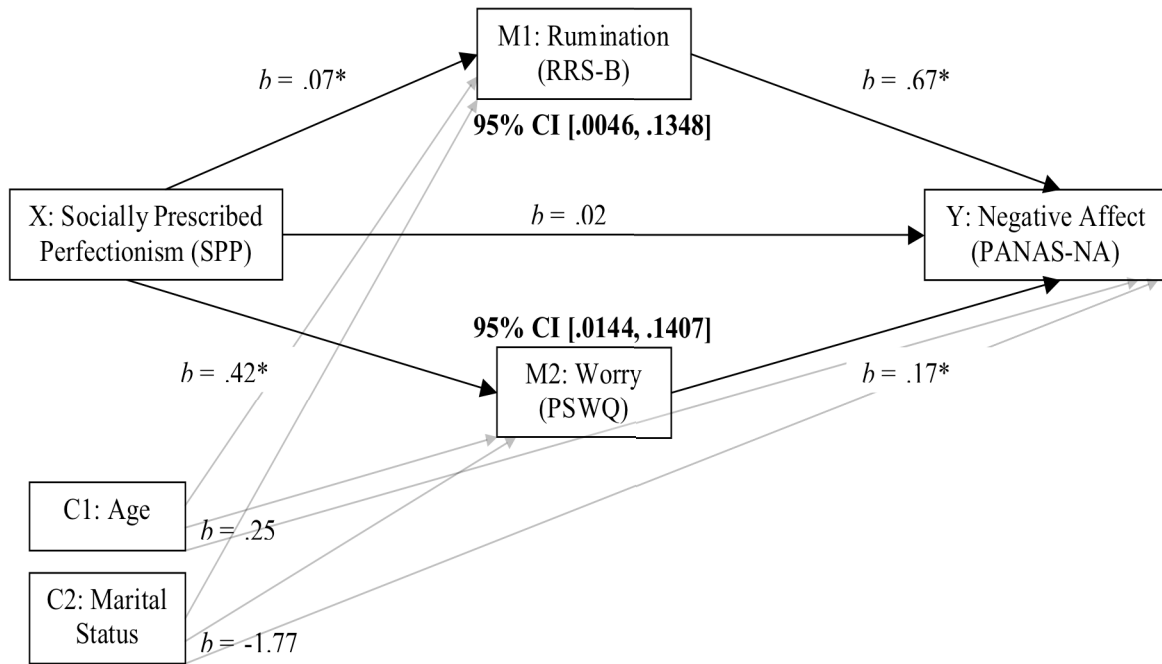 M1: Rumination
(RRS-B)
b = .07*
b = .67*
95% CI [.0046, .1348]
X: Socially Prescribed
Perfectionism (SPP)
b = .02
Y: Negative Affect
(PANAS-NA)
95% CI [.0144, .1407]
b = .42*
M2: Worry
(PSWQ)
b = .17*
C1: Age
b = .25
C2: Marital
Status
b = -1.77